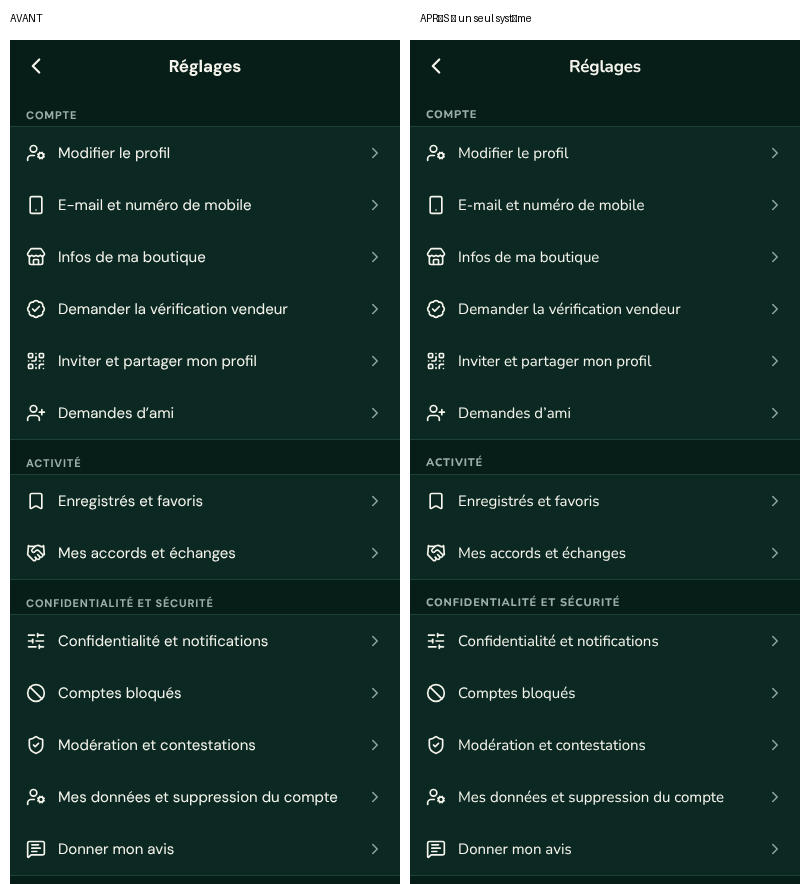 AVANT
Réglages
COMPTE
Modifier le profil
E-mail et numéro de mobile
Infos de ma boutique
Demander la vérification vendeur
Inviter et partager mon profil
Demandes d'ami
ACTIVITÉ
Enregistrés et favoris
Mes accords et échanges
CONFIDENTIALITÉ ET SÉCURITÉ
Confidentialité et notifications
Comptes bloqués
Modération et contestations
Mes données et suppression du compte
Donner mon avis
APR▯S ▯ un seul syst▯me
Réglages
COMPTE
Modifier le profil
E-mail et numéro de mobile
Infos de ma boutique
Demander la vérification vendeur
Inviter et partager mon profil
Demandes d’ami
ACTIVITÉ
Enregistrés et favoris
Mes accords et échanges
CONFIDENTIALITÉ ET SÉCURITÉ
Confidentialité et notifications
Comptes bloqués
Modération et contestations
Mes données et suppression du compte
Donner mon avis